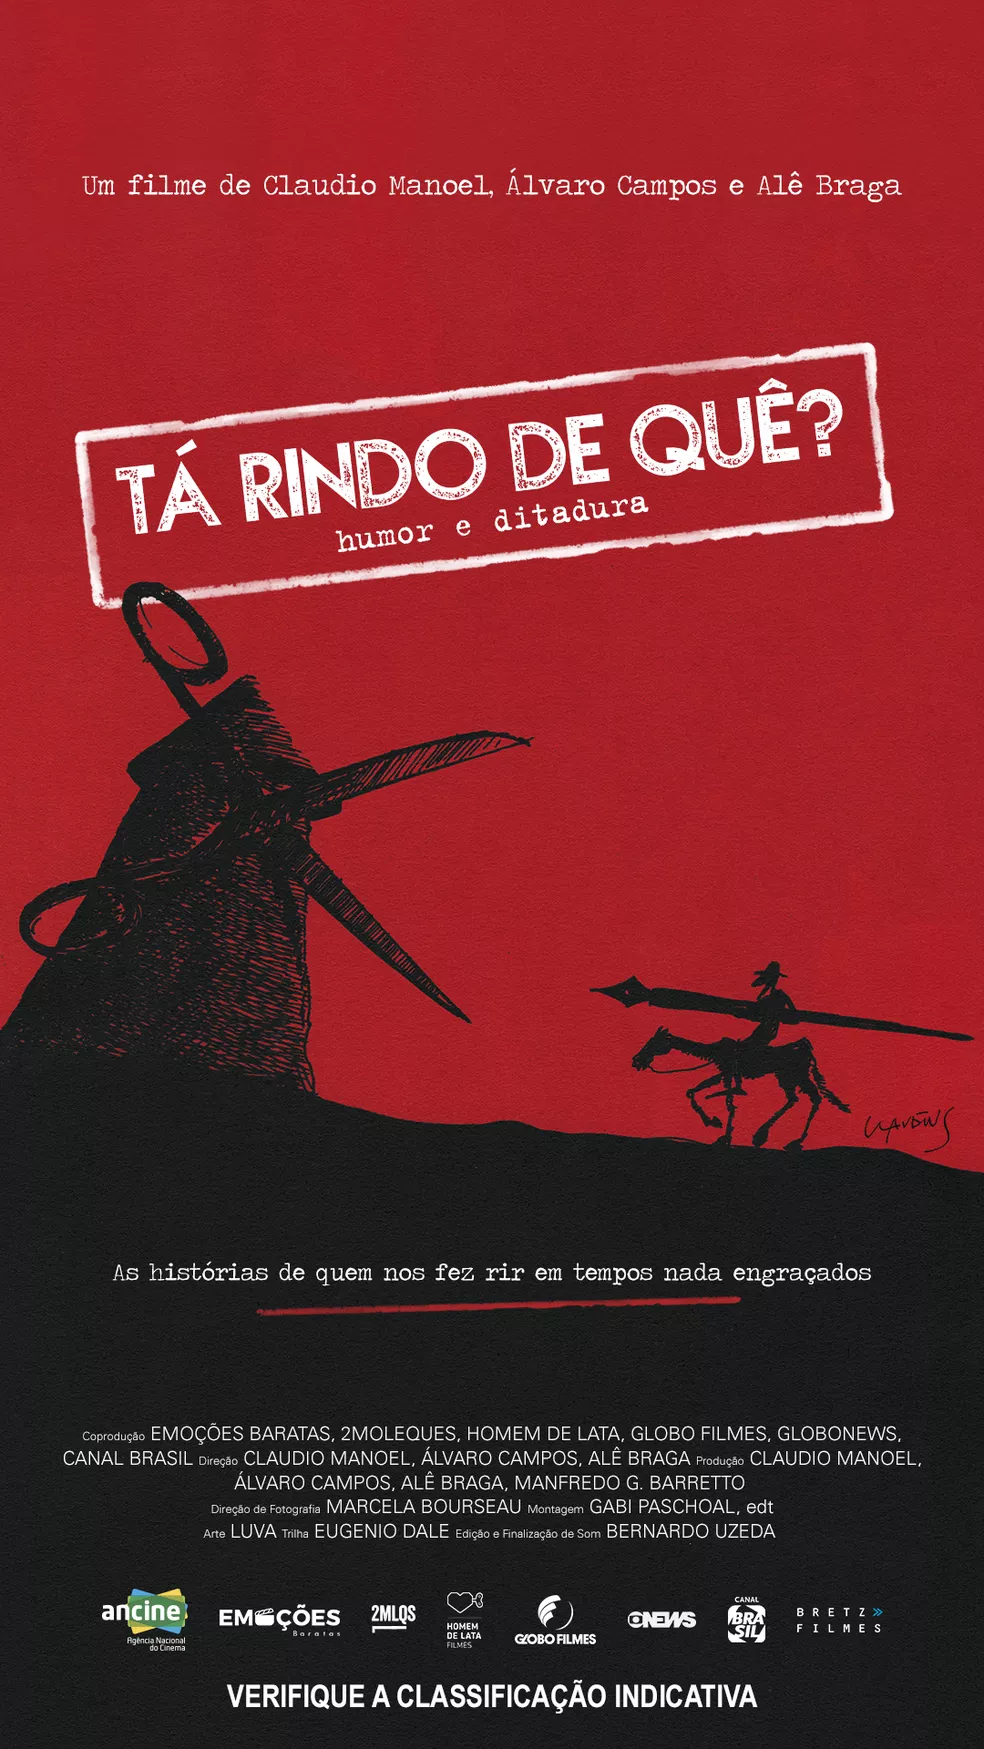 Um filme de Claudio Manoel, Álvaro Campos e Alê Braga
TÁ RINDO DE QUÊ?
humor e ditadura
CLAUDIUS
As histórias de quem nos fez rir em tempos nada engraçados
Coprodução EMOÇÕES BARATAS, 2MOLEQUES, HOMEM DE LATA, GLOBO FILMES, GLOBONEWS,
CANAL BRASIL Direção CLAUDIO MANOEL, ÁLVARO CAMPOS, ALÊ BRAGA Produção CLAUDIO MANOEL,
ÁLVARO CAMPOS, ALÊ BRAGA, MANFREDO G. BARRETTO
Direção de Fotografia MARCELA BOURSEAU Montagem GABI PASCHOAL, edt
Arte LUVA Trilha EUGENIO DALE Edição e Finalização de Som BERNARDO UZEDA
ancine
Agência Nacional
do Cinema
EMOÇÕES
Baratas
2MLQS
HOMEM
DE LATA
FILMES
GLOBO FILMES
GNEWS
CANAL
BRA
SIL
BRETZ
FILMES
VERIFIQUE A CLASSIFICAÇÃO INDICATIVA